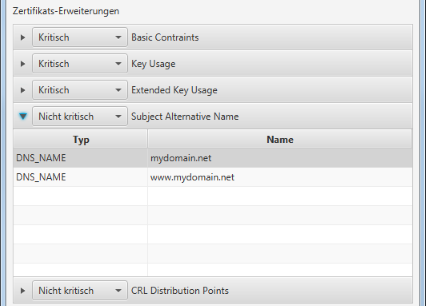 Zertifikats-Erweiterungen
Kritisch Basic Contraints
Kritisch Key Usage
Kritisch Extended Key Usage
Nicht kritisch Subject Alternative Name
Typ Name
DNS_NAME mydomain.net
DNS_NAME www.mydomain.net
Nicht kritisch CRL Distribution Points